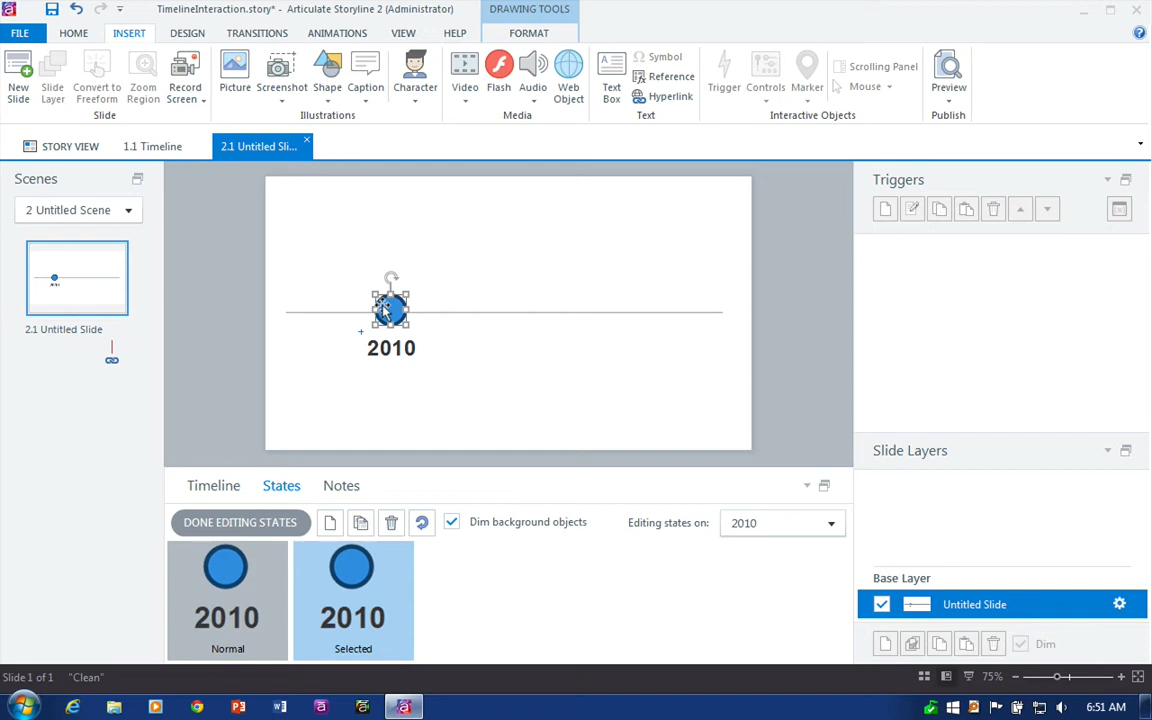 TimelineInteraction.story* - Articulate Storyline 2 (Administrator)
DRAWING TOOLS
FILE
HOME
INSERT
DESIGN
TRANSITIONS
ANIMATIONS
VIEW
HELP
FORMAT
New Slide
Slide Layer
Convert to Freeform
Zoom Region
Record Screen
Slide
Picture
Screenshot
Shape
Caption
Character
Illustrations
Video
Flash
Audio
Web Object
Media
Text Box
Symbol
Reference
Hyperlink
Text
Trigger
Controls
Marker
Scrolling Panel
Mouse
Interactive Objects
Preview
Publish
STORY VIEW
1.1 Timeline
2.1 Untitled Sli...
Scenes
2 Untitled Scene
2.1 Untitled Slide
2010
Triggers
Slide Layers
Base Layer
Untitled Slide
Dim
Timeline
States
Notes
DONE EDITING STATES
Dim background objects
Editing states on:
2010
2010
Normal
2010
Selected
Slide 1 of 1
"Clean"
75%
6:51 AM